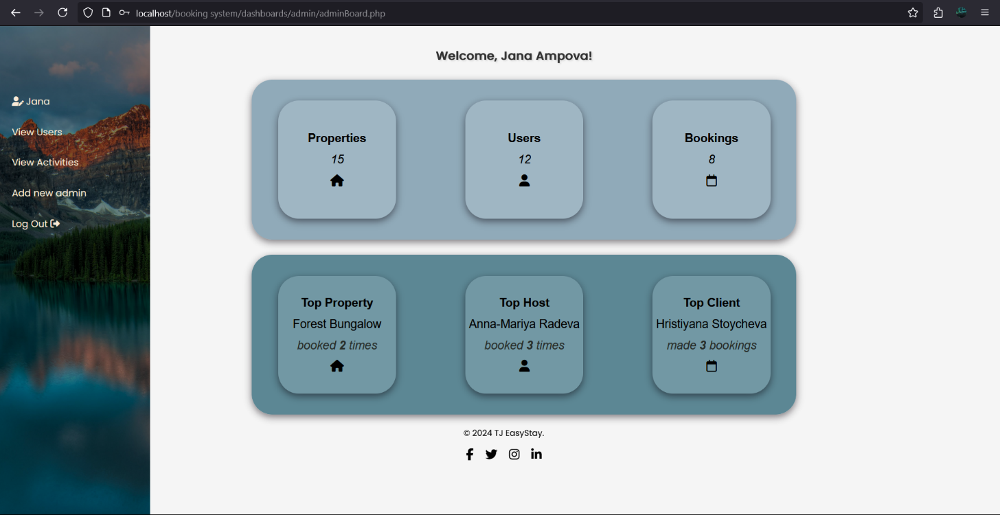 localhost/booking system/dashboards/admin/adminBoard.php
Jana
View Users
View Activities
Add new admin
Log Out
Welcome, Jana Ampova!
Properties
15
Users
12
Bookings
8
Top Property
Forest Bungalow
booked 2 times
Top Host
Anna-Mariya Radeva
booked 3 times
Top Client
Hristiyana Stoycheva
made 3 bookings
© 2024 TJ EasyStay.